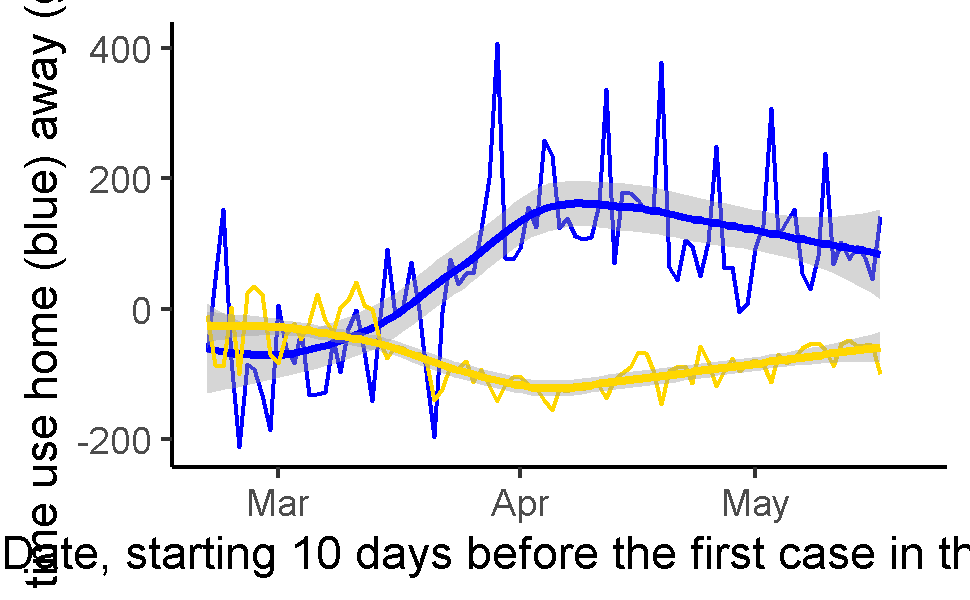 time use home (blue) away (
400
200
0
-200
Mar Apr May
Date, starting 10 days before the first case in th